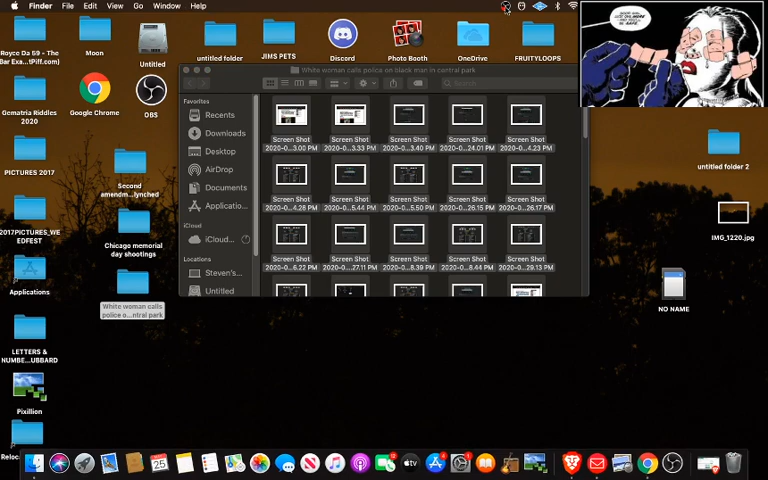 Finder File Edit View Go Window Help
Royce Da 59 - The
Bar Exa...tPiff.com)
Moon
Untitled
untitled folder
JIMS PETS
Discord
Photo Booth
OneDrive
FRUITYLOOPS
Gematria Riddles
2020
Google Chrome
OBS
PICTURES 2017
Second
amendm...lynched
2017PICTURES_WE
EDFEST
Chicago memorial
day shootings
Applications
White woman calls
police o...ntral park
LETTERS &
NUMBE...UBBARD
Pixillion
Reloc
White woman calls police on black man in central park
Search
Favorites
Recents
Downloads
Desktop
AirDrop
Documents
Applicatio...
iCloud
iCloud...
Locations
Steven's...
Untitled
Screen Shot Screen Shot Screen Shot Screen Shot Screen Shot
2020-0...3.00 PM 2020-0...3.33 PM 2020-0...3.40 PM 2020-0...24.01 PM 2020-0...4.23 PM
Screen Shot Screen Shot Screen Shot Screen Shot Screen Shot
2020-0...4.28 PM 2020-0...5.44 PM 2020-0...5.50 PM 2020-0...26.15 PM 2020-0...26.17 PM
Screen Shot Screen Shot Screen Shot Screen Shot Screen Shot
2020-0...6.22 PM 2020-0...27.11 PM 2020-0...8.39 PM 2020-0...8.44 PM 2020-0...29.13 PM
untitled folder 2
IMG_1220.jpg
NO NAME
25